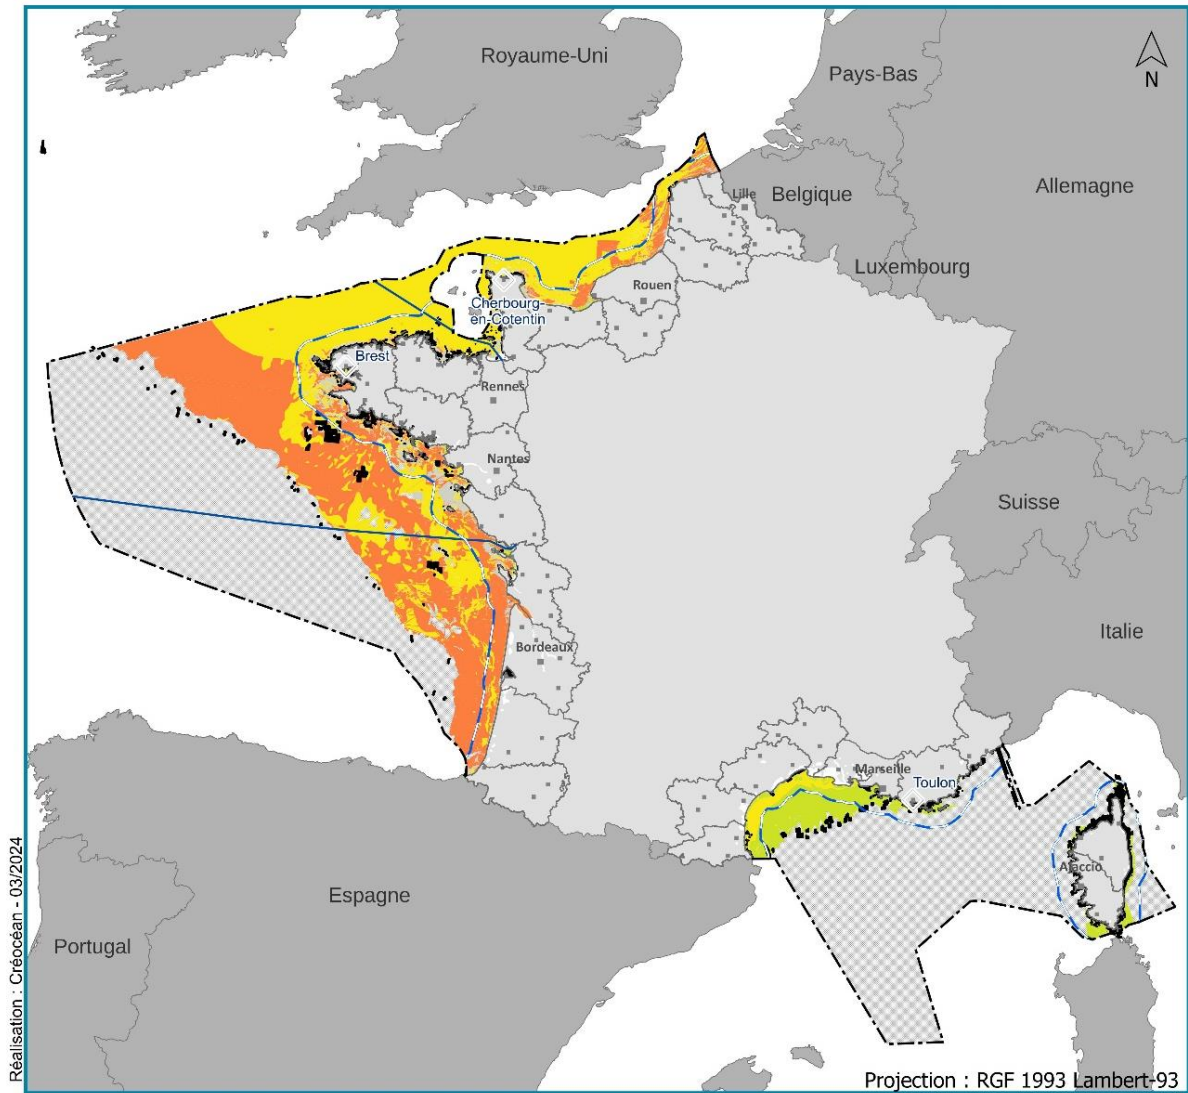 Royaume-Uni
Pays-Bas
N
Allemagne
Lille
Belgique
Luxembourg
Rouen
Cherbourg-
en-Cotentin
Brest
Rennes
Nantes
Suisse
Italie
Bordeaux
Marseille
Toulon
Ajaccio
Espagne
Portugal
Réalisation : Créocéan - 03/2024
Projection : RGF 1993 Lambert-93